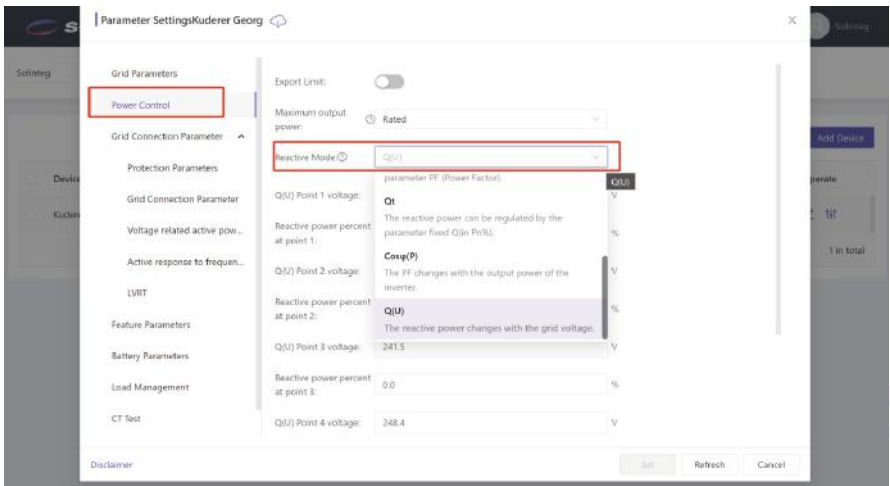 Parameter SettingsKuderer Georg
X
S
Solinteg
Solinteg
Grid Parameters
Export Limit:
Power Control
Maximum output
power:
Rated
Grid Connection Parameter
Add Device
Reactive Mode:
Q(U)
Protection Parameters
parameter PF (Power Factor).
Q(U)
Device
perate
Grid Connection Parameter
Q(U) Point 1 voltage:
V
Qt
The reactive power can be regulated by the
parameter fixed Q(in Pn%).
Kuder
Voltage related active pow...
Reactive power percent
at point 1:
%
1 in total
Cosφ(P)
The PF changes with the output power of the
inverter.
Active response to frequen...
Q(U) Point 2 voltage:
V
LVRT
Reactive power percent
at point 2:
%
Q(U)
The reactive power changes with the grid voltage.
Feature Parameters
Q(U) Point 3 voltage:
241.5
V
Battery Parameters
Reactive power percent
at point 3:
0.0
%
Load Management
CT Test
Q(U) Point 4 voltage:
248.4
V
Disclaimer
Set
Refresh
Cancel